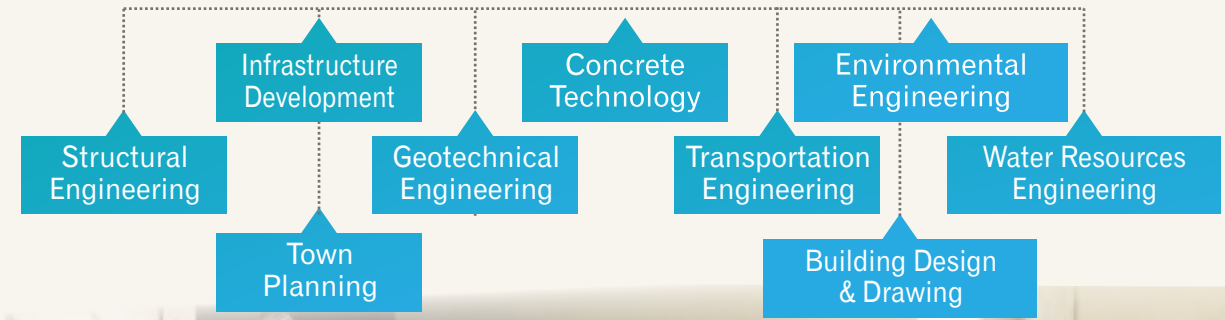 Infrastructure
Development
Concrete
Technology
Environmental
Engineering
Structural
Engineering
Geotechnical
Engineering
Transportation
Engineering
Water Resources
Engineering
Town
Planning
Building Design
& Drawing